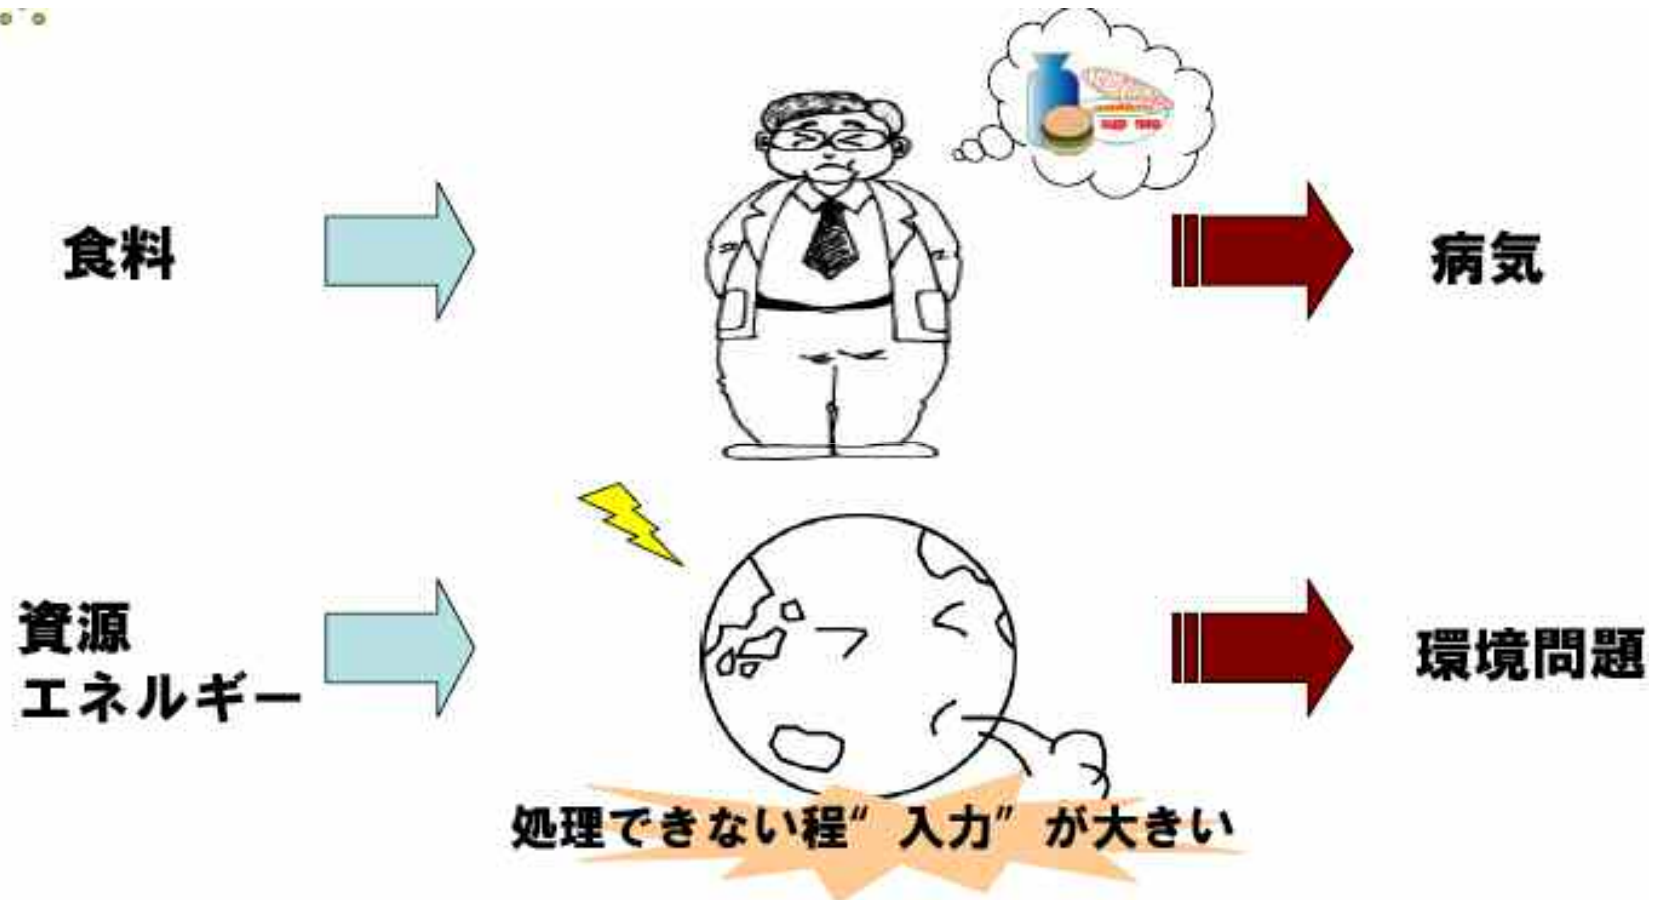 食料
病気
資源
エネルギー
環境問題
処理できない程“入力”が大きい